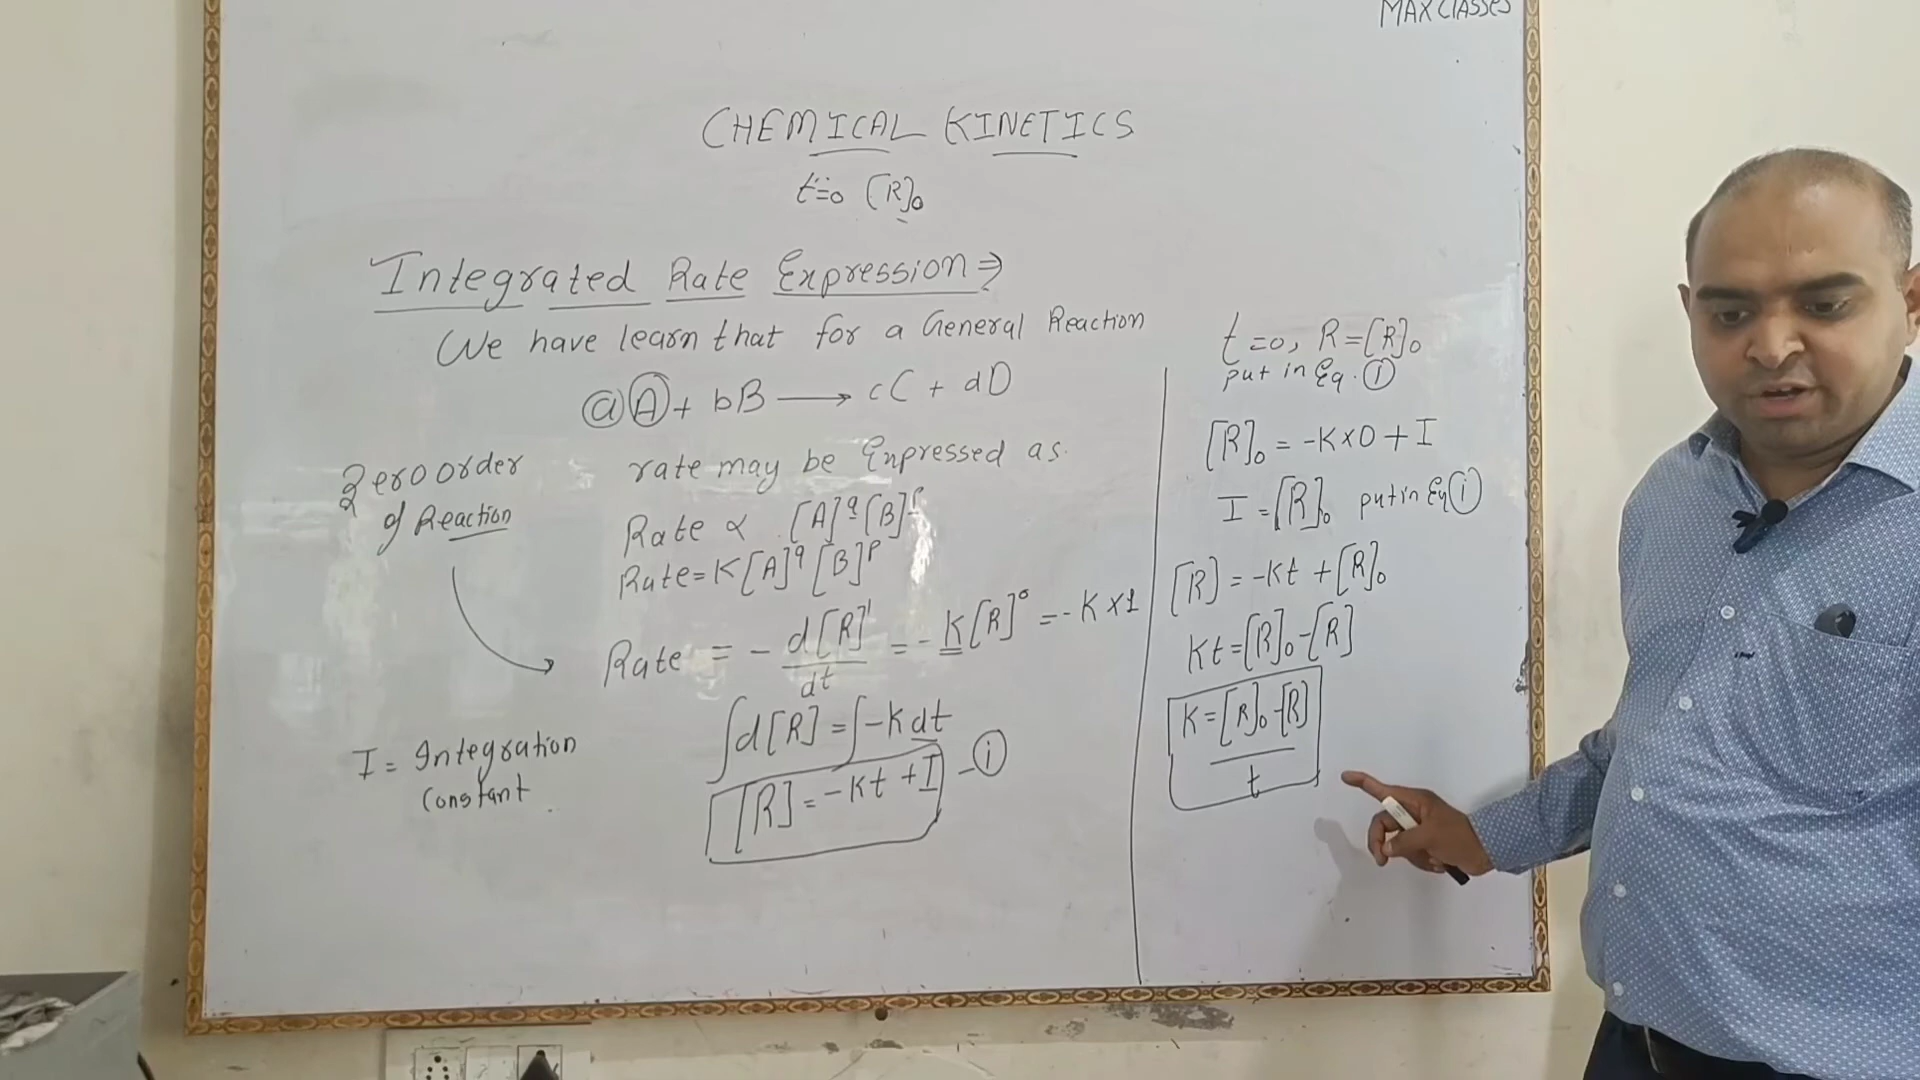 MAX CLASSES
CHEMICAL KINETICS
t=0 [R]₀
Integrated Rate Expression ⇒
We have learn that for a General Reaction
aA + bB ⟶ cC + dD
Zero order
of Reaction
rate may be Expressed as.
Rate ∝ [A]^q [B]^p
Rate = K[A]^q [B]^p
Rate = - d[R]¹/dt = - K[R]⁰ = - K×1
∫d[R] = ∫-K dt
[R] = -Kt + I - (i)
I = Integration
Constant
t=0, R=[R]₀
put in Eq. (i)
[R]₀ = -K×0 + I
I = [R]₀ put in Eq (i)
[R] = -Kt + [R]₀
Kt = [R]₀ - [R]
K = [R]₀ - [R]
t